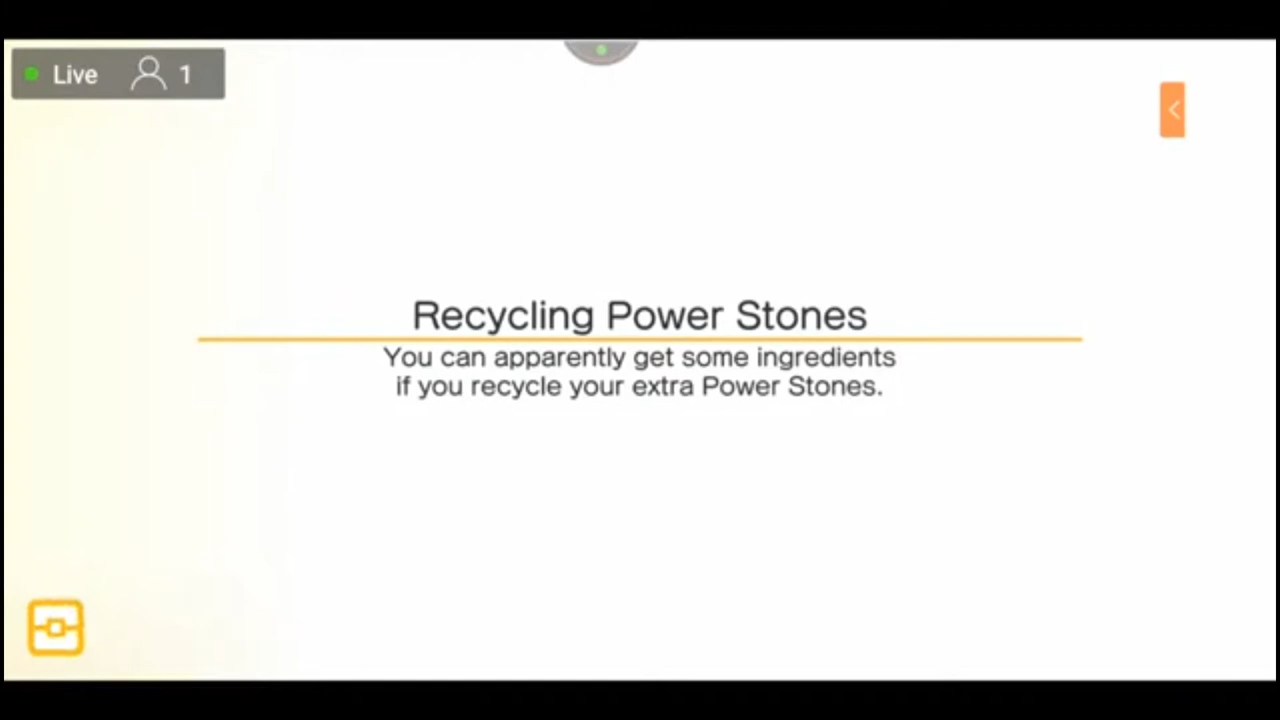 Live 1
Recycling Power Stones
You can apparently get some ingredients
if you recycle your extra Power Stones.